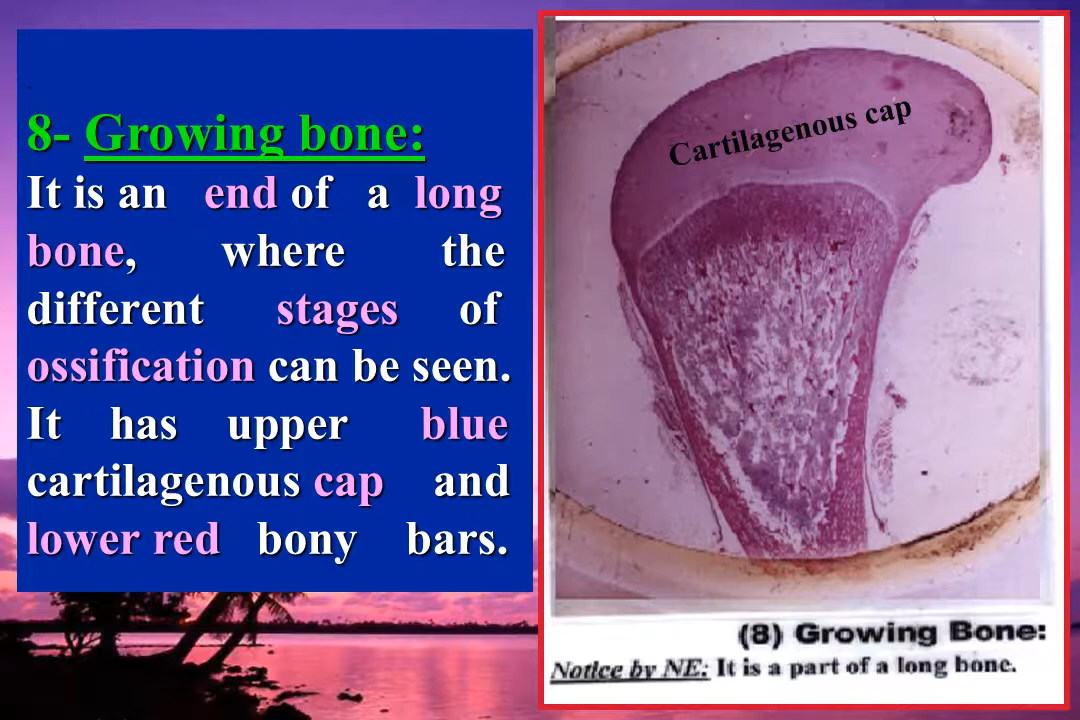 8- Growing bone:
It is an end of a long
bone, where the
different stages of
ossification can be seen.
It has upper blue
cartilagenous cap and
lower red bony bars.
Cartilagenous cap
(8) Growing Bone:
Notice by NE: It is a part of a long bone.